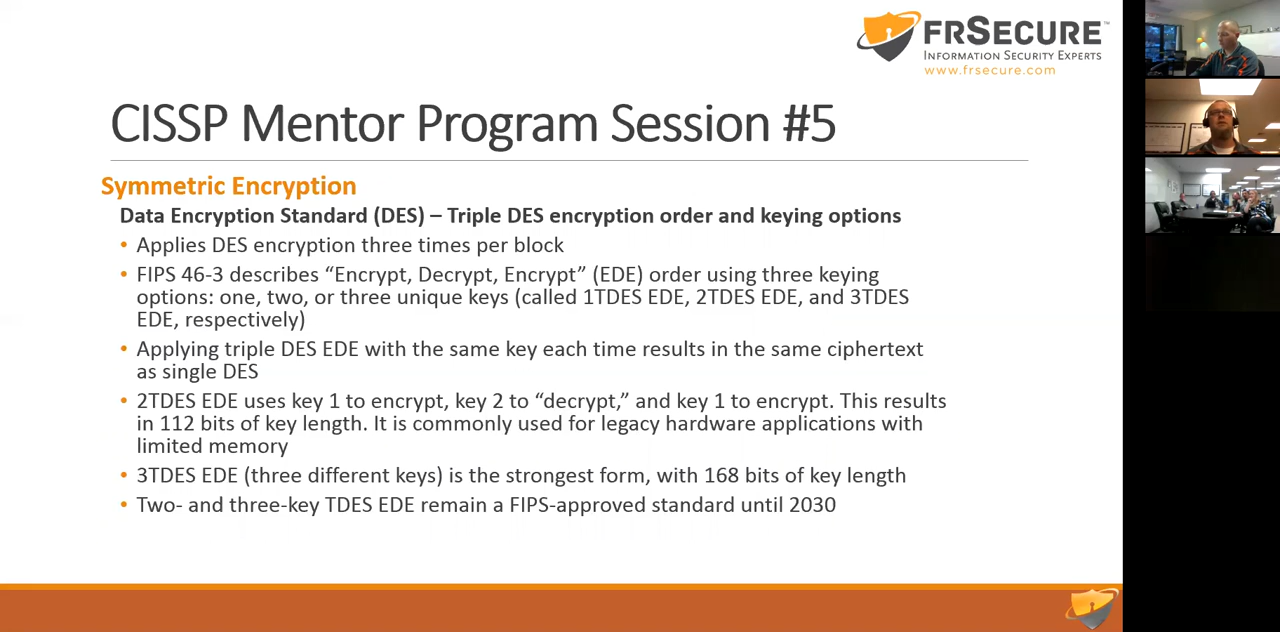 FRSECURE™
INFORMATION SECURITY EXPERTS
www.frsecure.com
CISSP Mentor Program Session #5
Symmetric Encryption
Data Encryption Standard (DES) – Triple DES encryption order and keying options
• Applies DES encryption three times per block
• FIPS 46-3 describes “Encrypt, Decrypt, Encrypt” (EDE) order using three keying
options: one, two, or three unique keys (called 1TDES EDE, 2TDES EDE, and 3TDES
EDE, respectively)
• Applying triple DES EDE with the same key each time results in the same ciphertext
as single DES
• 2TDES EDE uses key 1 to encrypt, key 2 to “decrypt,” and key 1 to encrypt. This results
in 112 bits of key length. It is commonly used for legacy hardware applications with
limited memory
• 3TDES EDE (three different keys) is the strongest form, with 168 bits of key length
• Two- and three-key TDES EDE remain a FIPS-approved standard until 2030